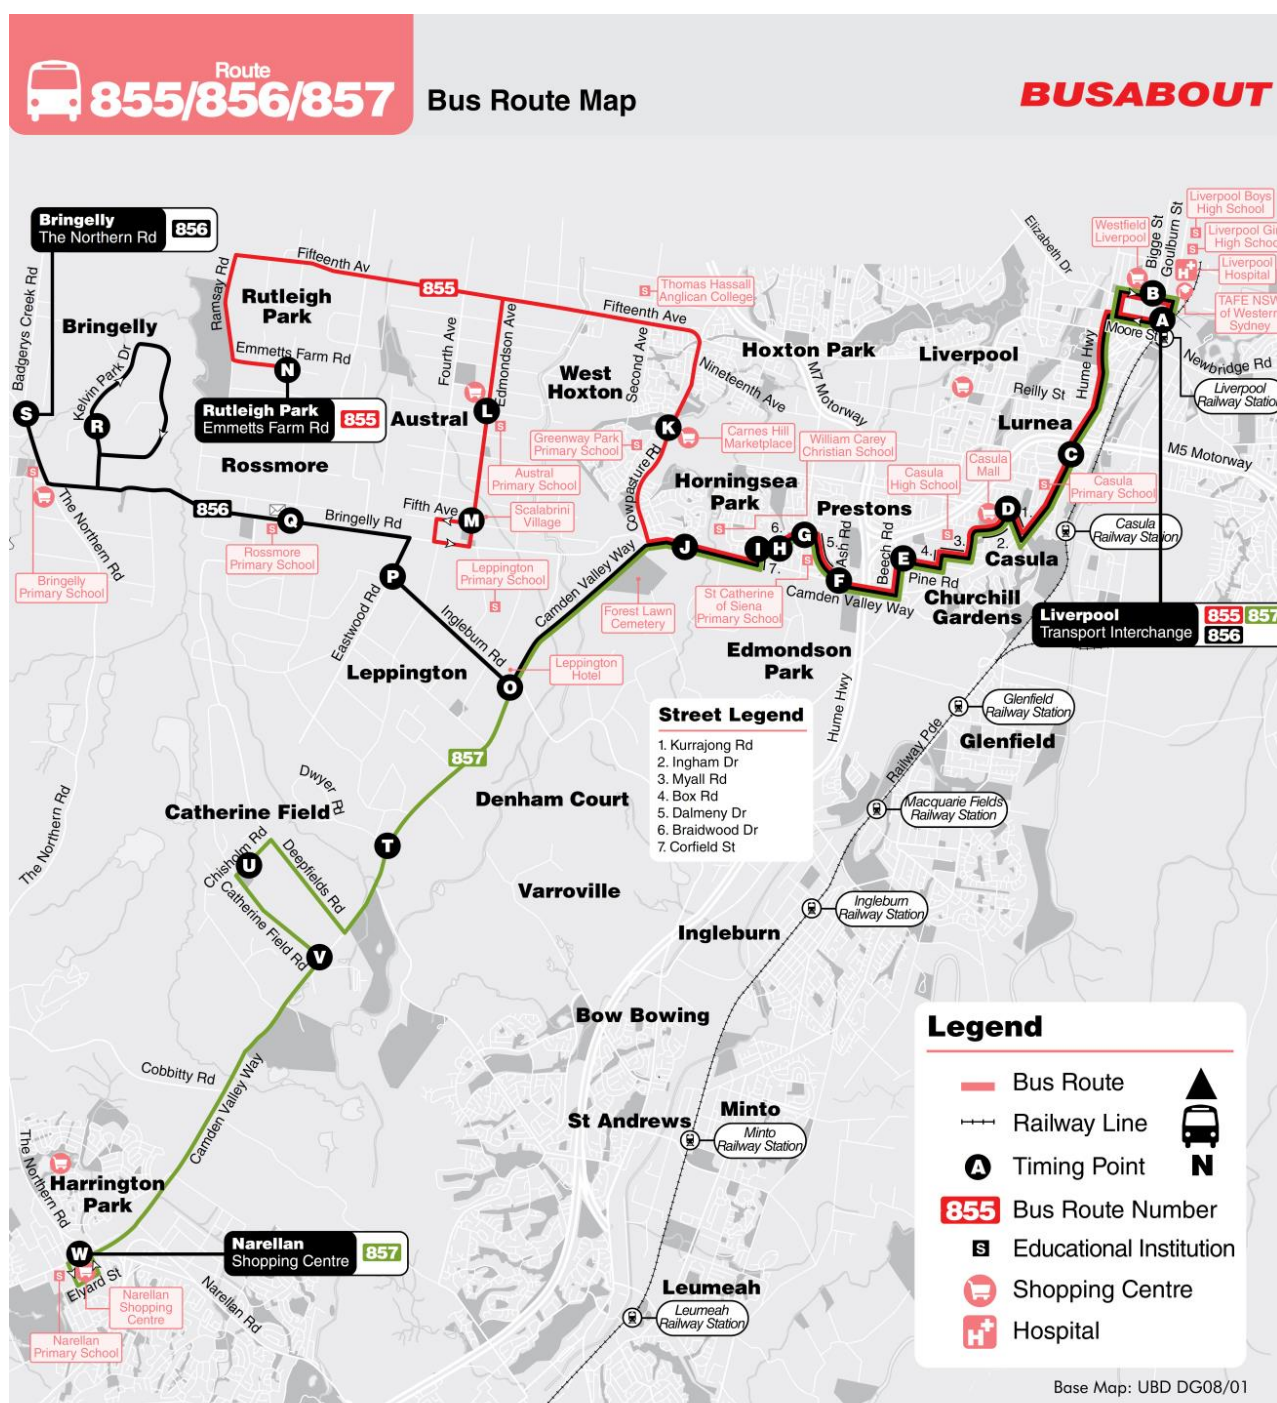 Route
855/856/857
Bus Route Map
BUSABOUT
Bringelly
The Northern Rd
856
Badgerys Creek Rd
Bringelly
Kelvin Park Dr
S
R
The Northern Rd
Bringelly
Primary School
856
Ramsay Rd
Fifteenth Av
855
Rutleigh
Park
Emmetts Farm Rd
N
Rutleigh Park
Emmetts Farm Rd
855
Rossmore
Q
Rossmore
Primary School
Bringelly Rd
P
Eastwood Rd
Ingleburn Rd
Leppington
O
Leppington
Hotel
Fourth Ave
Edmondson Ave
Austral
L
Austral
Primary School
Fifth Ave
M
Scalabrini
Village
Leppington
Primary School
Fifteenth Ave
Second Ave
West
Hoxton
Thomas Hassall
Anglican College
Nineteenth Ave
Greenway Park
Primary School
K
Carnes Hill
Marketplace
Cowpasture Rd
Hoxton Park
M7 Motorway
William Carey
Christian School
Horningsea
Park
J
I
H
G
6.
7.
5.
Camden Valley Way
Forest Lawn
Cemetery
St Catherine
of Siena
Primary School
Prestons
Ash Rd
F
Camden Valley Way
Beech Rd
E
Pine Rd
4.
3.
Casula
High School
Casula
Mall
D
1.
2.
Casula
Churchill
Gardens
Edmondson
Park
Hume Hwy
Liverpool
Reilly St
Lurnea
C
Casula
Primary School
Hume Hwy
M5 Motorway
Casula
Railway Station
Elizabeth Dr
Westfield
Liverpool
Bigge St
Goulburn St
Liverpool Boys
High School
High School
Liverpool
Hospital
TAFE NSW
of Western
Sydney
B
A
Moore St
Newbridge Rd
Liverpool
Liverpool
Transport Interchange
855
857
856
Street Legend
1. Kurrajong Rd
2. Ingham Dr
3. Myall Rd
4. Box Rd
5. Dalmeny Dr
6. Braidwood Dr
7. Corfield St
Glenfield
Railway Station
Glenfield
Railway Pde
Macquarie Fields
Railway Station
Ingleburn
Railway Station
Ingleburn
857
Dwyer Rd
Denham Court
Catherine Field
Chisholm Rd
U
Deepfields Rd
Catherine Field Rd
T
V
Varroville
The Northern Rd
Bow Bowing
Cobbitty Rd
Camden Valley Way
St Andrews
Minto
Minto
Railway Station
The Northern Rd
Harrington
Park
W
Narellan
Shopping Centre
857
Elyard St
Narellan
Shopping
Centre
Narellan
Primary School
Narellan Rd
Leumeah
Leumeah
Railway Station
Legend
Bus Route
Railway Line
A Timing Point
N
855 Bus Route Number
S Educational Institution
Shopping Centre
H Hospital
Base Map: UBD DG08/01